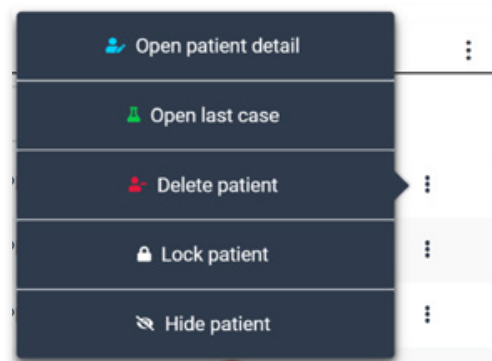 Open patient detail
Open last case
Delete patient
Lock patient
Hide patient